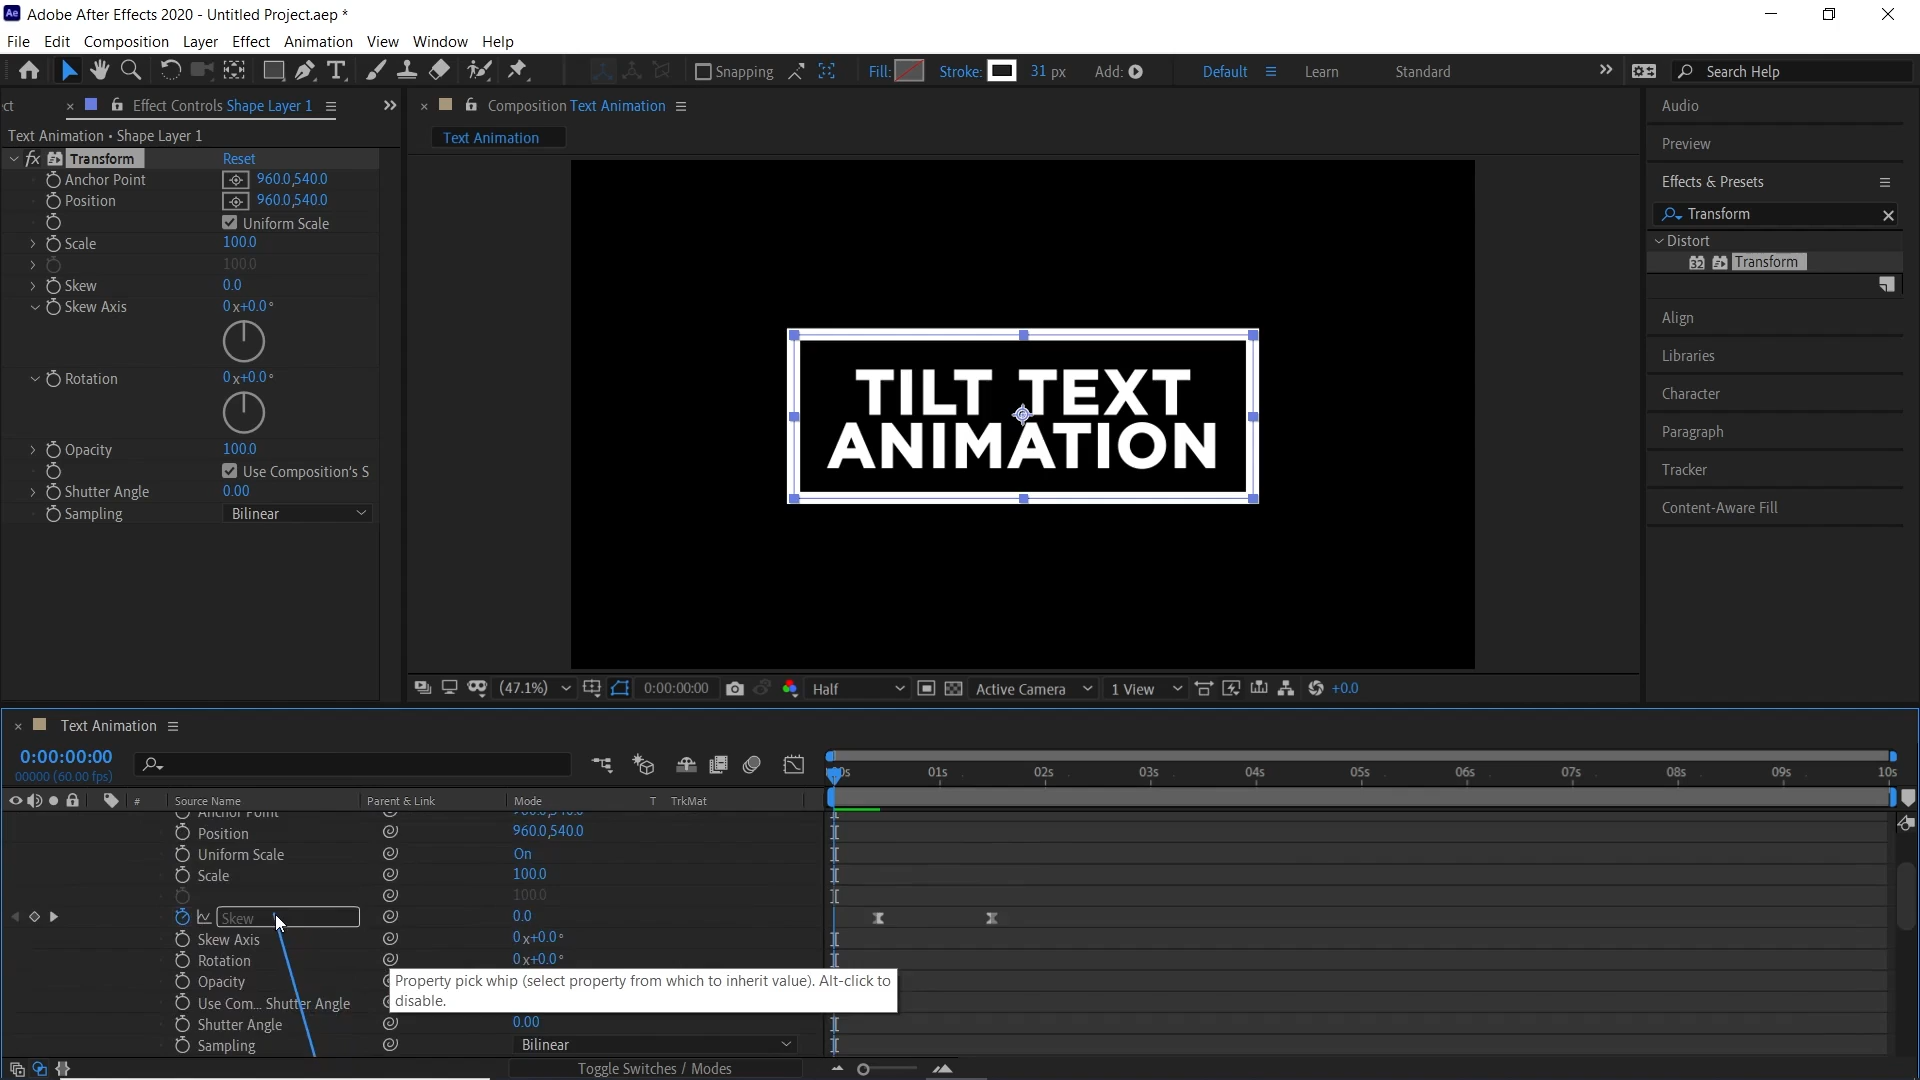 Adobe After Effects 2020 - Untitled Project.aep *
File Edit Composition Layer Effect Animation View Window Help
Snapping Fill: Stroke: 31 px Add: Default Learn Standard Search Help
ct Effect Controls Shape Layer 1
Text Animation • Shape Layer 1
fx Transform Reset
Anchor Point 960.0,540.0
Position 960.0,540.0
Uniform Scale
Scale 100.0
100.0
Skew 0.0
Skew Axis 0x+0.0°
Rotation 0x+0.0°
Opacity 100.0
Use Composition's S
Shutter Angle 0.00
Sampling Bilinear
Composition Text Animation
Text Animation
TILT TEXT
ANIMATION
(47.1%) 0:00:00:00 Half Active Camera 1 View +0.0
Audio
Preview
Effects & Presets
Transform
Distort
32 Transform
Align
Libraries
Character
Paragraph
Tracker
Content-Aware Fill
Text Animation
0:00:00:00
00000 (60.00 fps)
01s 02s 03s 04s 05s 06s 07s 08s 09s 10s
# Source Name Parent & Link Mode T TrkMat
Anchor Point 960.0,540.0
Position 960.0,540.0
Uniform Scale On
Scale 100.0
100.0
Skew 0.0
Skew Axis 0x+0.0°
Rotation 0x+0.0°
Opacity
Property pick whip (select property from which to inherit value). Alt-click to
disable.
Use Com... Shutter Angle
Shutter Angle 0.00
Sampling Bilinear
Toggle Switches / Modes